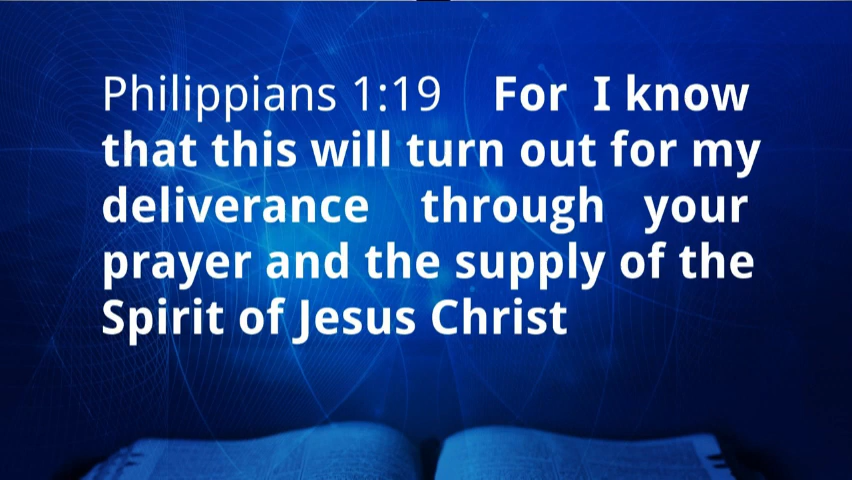 Philippians 1:19 For I know
that this will turn out for my
deliverance through your
prayer and the supply of the
Spirit of Jesus Christ